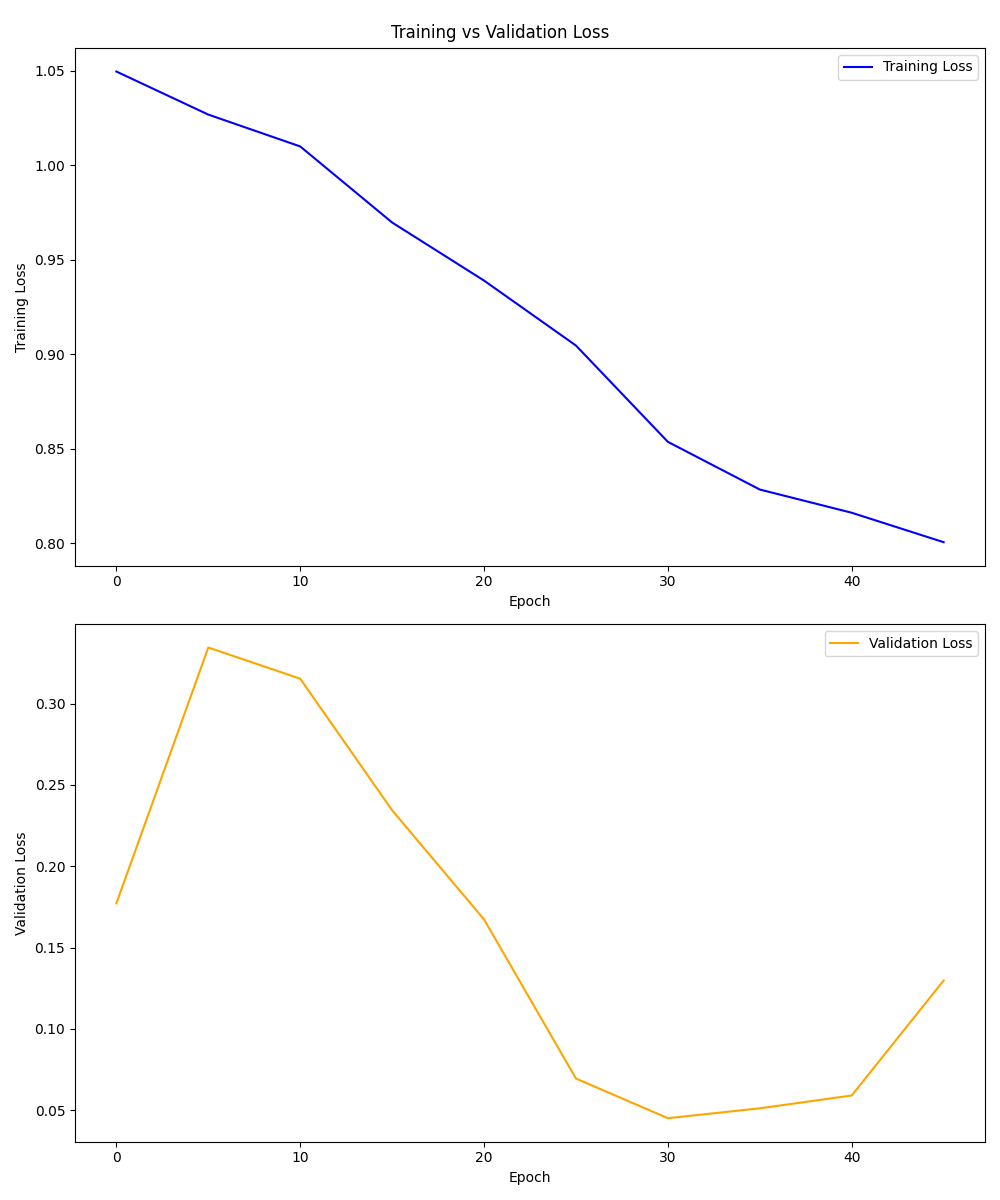 Training vs Validation Loss
Training Loss
1.05
1.00
0.95
0.90
0.85
0.80
Training Loss
0 10 20 30 40
Epoch
Validation Loss
0.30
0.25
0.20
0.15
0.10
0.05
Validation Loss
0 10 20 30 40
Epoch